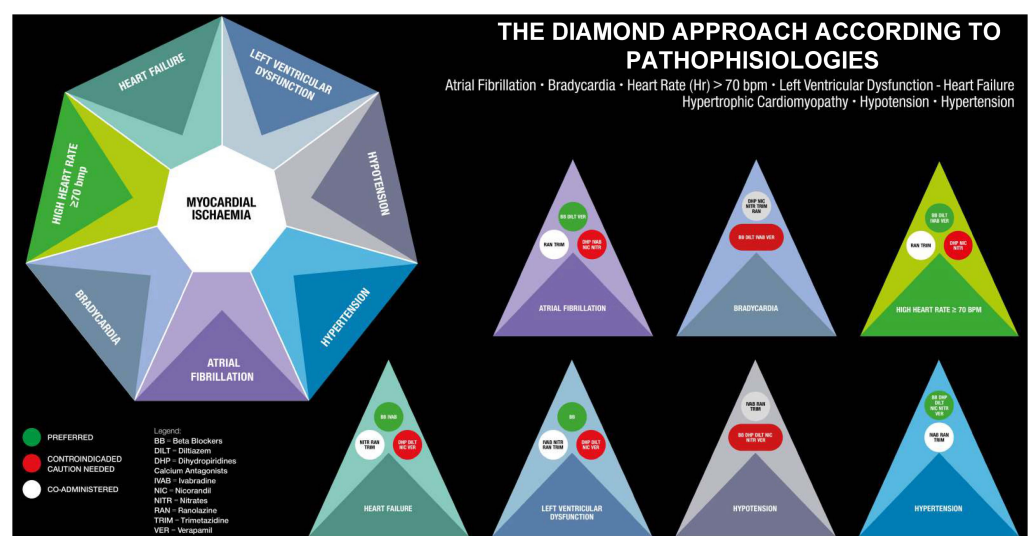 THE DIAMOND APPROACH ACCORDING TO
PATHOPHISIOLOGIES
Atrial Fibrillation • Bradycardia • Heart Rate (Hr) > 70 bpm • Left Ventricular Dysfunction - Heart Failure
Hypertrophic Cardiomyopathy • Hypotension • Hypertension
HEART FAILURE
LEFT VENTRICULAR
DYSFUNCTION
HYPOTENSION
HYPERTENSION
ATRIAL
FIBRILLATION
BRADYCARDIA
HIGH HEART RATE
≥70 bmp
MYOCARDIAL
ISCHAEMIA
BB DILT VER
RAN TRIM
DHP IVAB
NIC NITR
ATRIAL FIBRILLATION
DHP NIC
NITR TRIM
RAN
BB DILT IVAB VER
BRADYCARDIA
BB DILT
IVAB VER
RAN TRIM
DHP NIC
NITR
HIGH HEART RATE ≥ 70 BPM
BB IVAB
NITR RAN
TRIM
DHP DILT
NIC VER
HEART FAILURE
BB
IVAB NITR
RAN TRIM
DHP DILT
NIC VER
LEFT VENTRICULAR
DYSFUNCTION
IVAB RAN
TRIM
BB DHP DILT NIC
NITR VER
HYPOTENSION
BB DHP
DILT
NIC NITR
VER
IVAB RAN
TRIM
HYPERTENSION
PREFERRED
CONTROINDICADED
CAUTION NEEDED
CO-ADMINISTERED
Legend:
BB = Beta Blockers
DILT = Diltiazem
DHP = Dihydropiridines
Calcium Antagonists
IVAB = Ivabradine
NIC = Nicorandil
NITR = Nitrates
RAN = Ranolazine
TRIM = Trimetazidine
VER = Verapamil